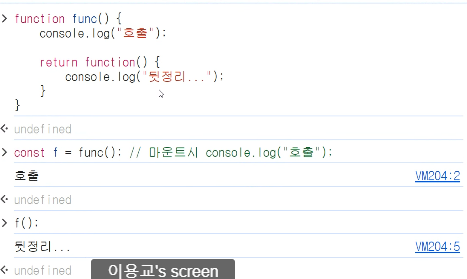 function func() {
console.log("호출");
return function() {
console.log("뒷정리...");
}
}
undefined
const f = func(); // 마운트시 console.log("호출");
호출 VM204:2
undefined
f();
뒷정리... VM204:5
undefined
이용교's screen